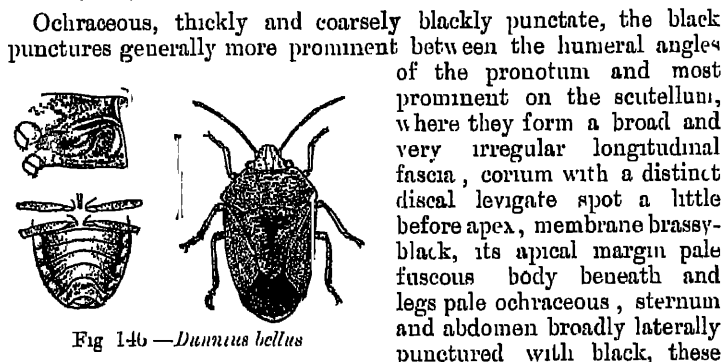 Ochraceous, thickly and coarsely blackly punctate, the black
punctures generally more prominent between the humeral angles
of the pronotum and most
prominent on the scutellum,
where they form a broad and
very irregular longitudinal
fascia, corium with a distinct
discal levigate spot a little
before apex, membrane brassy-
black, its apical margin pale
fuscous body beneath and
legs pale ochraceous, sternum
and abdomen broadly laterally
punctured with black, these
Fig 146 —Dunnius bellus